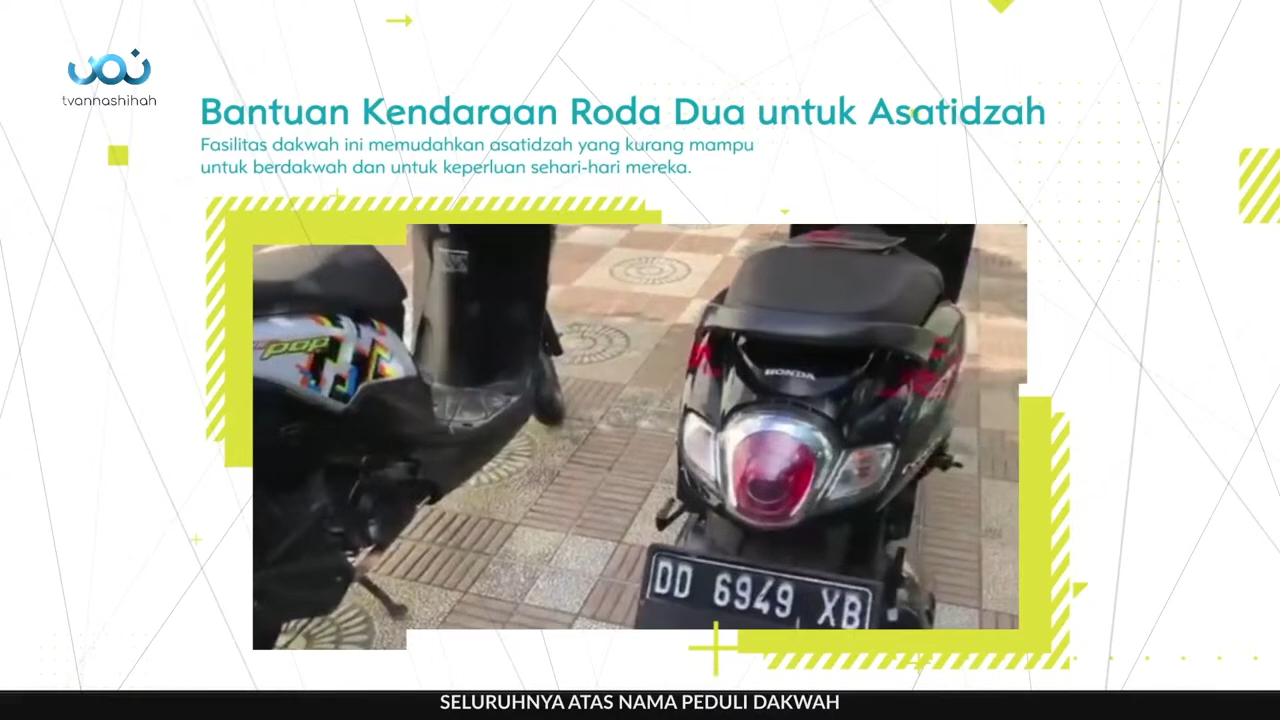 tvannashihah
Bantuan Kendaraan Roda Dua untuk Asatidzah
Fasilitas dakwah ini memudahkan asatidzah yang kurang mampu
untuk berdakwah dan untuk keperluan sehari-hari mereka.
pop
HONDA
DD 6949 XB
SELURUHNYA ATAS NAMA PEDULI DAKWAH